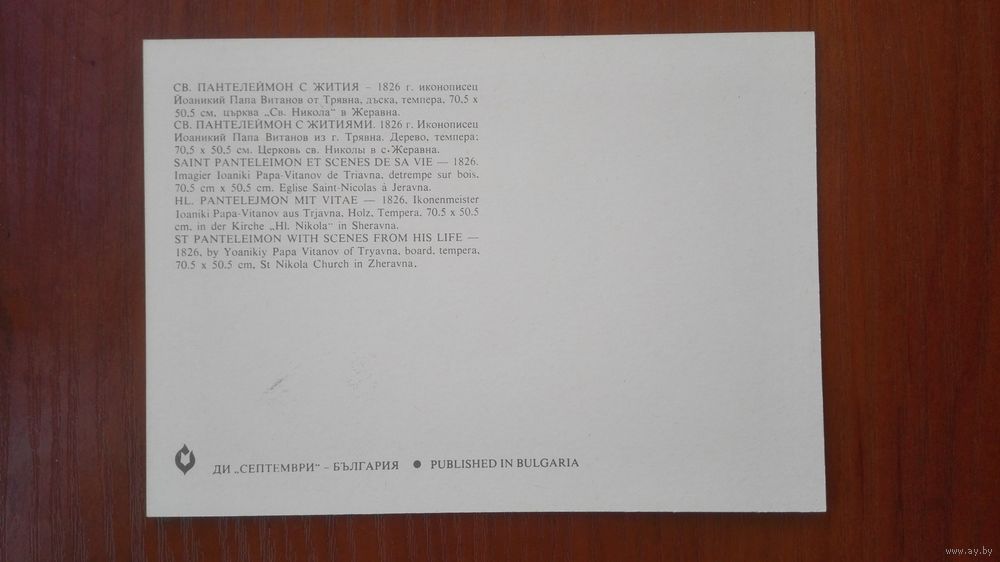 СВ. ПАНТЕЛЕЙМОН С ЖИТИЯ – 1826 г. иконописец
Йоаникий Папа Витанов от Трявна, дъска, темпера, 70,5 х
50,5 см, църква „Св. Никола“ в Жеравна.
СВ. ПАНТЕЛЕЙМОН С ЖИТИЯМИ. 1826 г. Иконописец
Иоаникий Папа Витанов из г. Трявна. Дерево, темпера;
70,5 х 50,5 см. Церковь св. Николы в с. Жеравна.
SAINT PANTELEIMON ET SCENES DE SA VIE — 1826.
Imagier Ioaniki Papa-Vitanov de Triavna, detrempe sur bois,
70,5 cm x 50,5 cm. Eglise Saint-Nicolas à Jeravna.
HL. PANTELEJMON MIT VITAE — 1826, Ikonenmeister
Ioaniki Papa-Vitanov aus Trjavna, Holz, Tempera, 70.5 x 50.5
cm, in der Kirche „Hl. Nikola“ in Sheravna.
ST PANTELEIMON WITH SCENES FROM HIS LIFE —
1826, by Yoanikiy Papa Vitanov of Tryavna, board, tempera,
70.5 x 50.5 cm, St Nikola Church in Zheravna.
ДИ „СЕПТЕМВРИ“ – БЪЛГАРИЯ ● PUBLISHED IN BULGARIA
www.ay.by